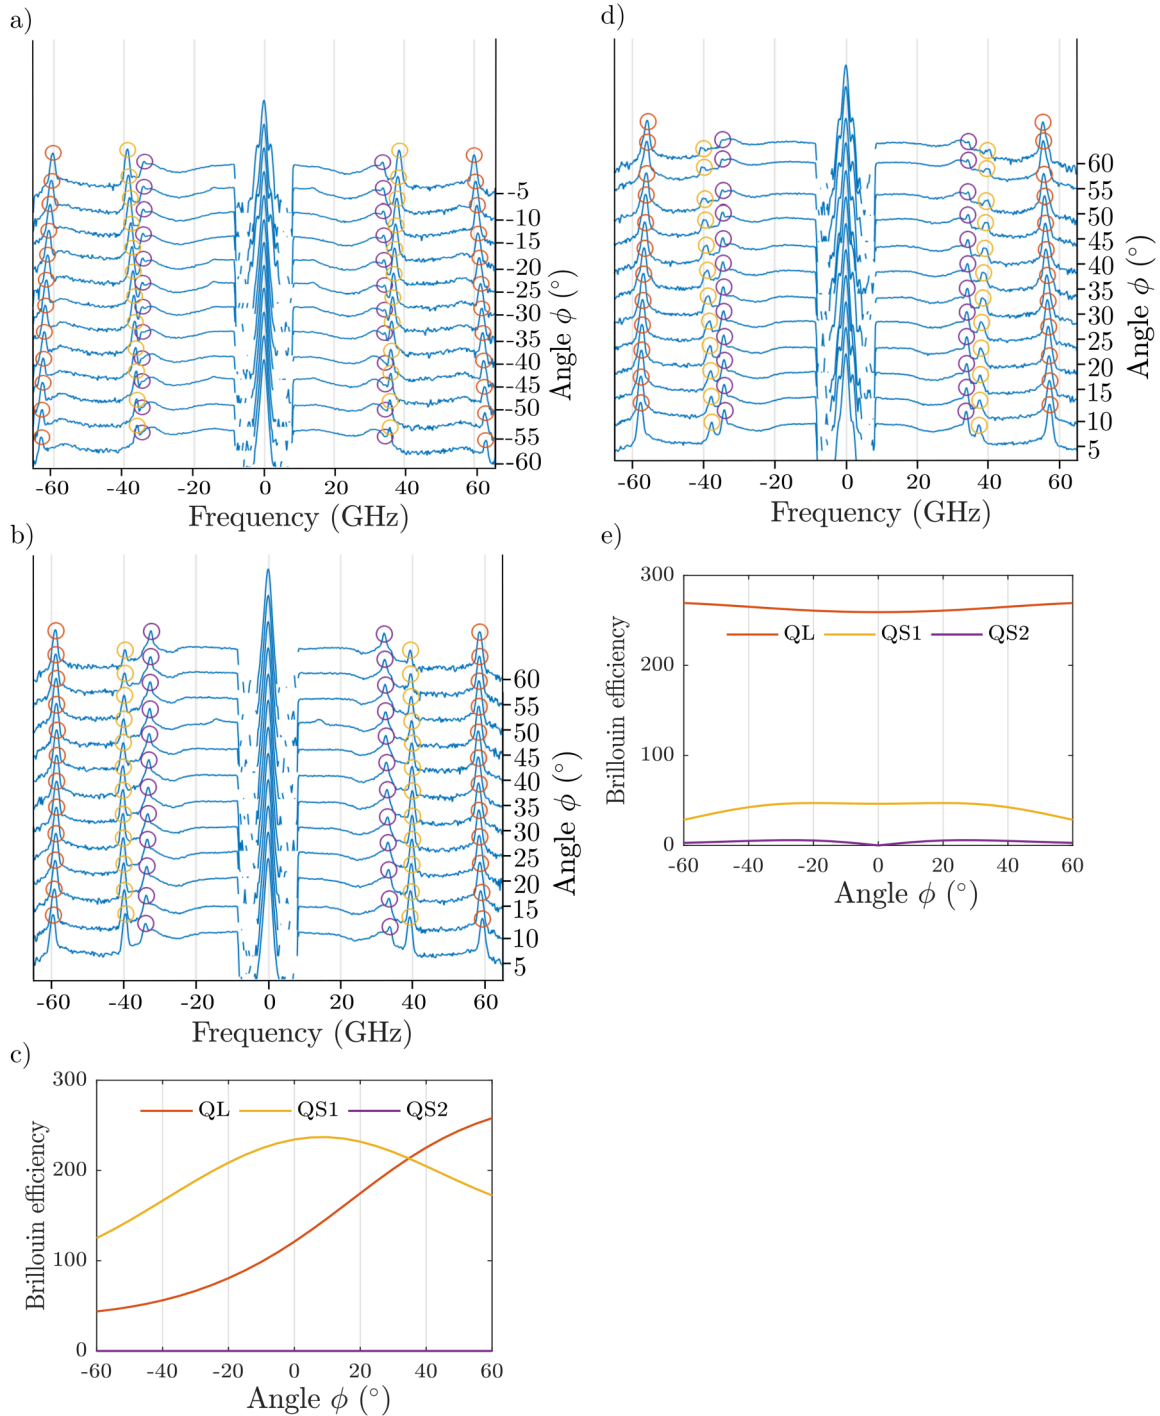 a)
-5
-10
-15
-20
-25
-30
-35
-40
-45
-50
-55
-60
Angle ϕ (°)
-60 -40 -20 0 20 40 60
Frequency (GHz)
b)
60
55
50
45
40
35
30
25
20
15
10
5
Angle ϕ (°)
-60 -40 -20 0 20 40 60
Frequency (GHz)
c)
300
200
100
0
Brillouin efficiency
QL QS1 QS2
-60 -40 -20 0 20 40 60
Angle ϕ (°)
d)
60
55
50
45
40
35
30
25
20
15
10
5
Angle ϕ (°)
-60 -40 -20 0 20 40 60
Frequency (GHz)
e)
300
200
100
0
Brillouin efficiency
QL QS1 QS2
-60 -40 -20 0 20 40 60
Angle ϕ (°)